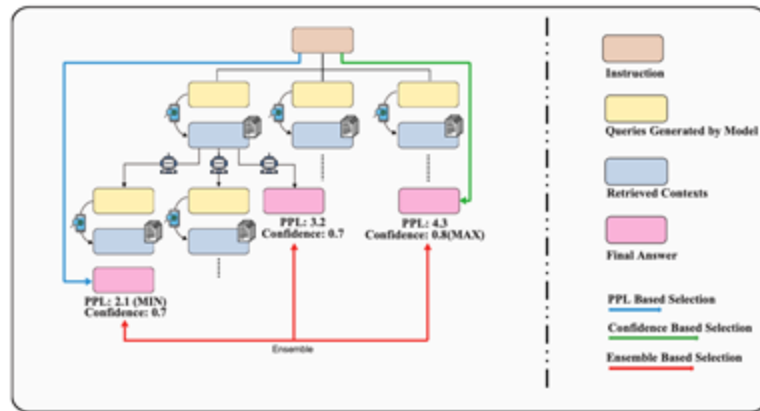 PPL: 3.2
Confidence: 0.7
PPL: 4.3
Confidence: 0.8(MAX)
PPL: 2.1 (MIN)
Confidence: 0.7
Ensemble
Instruction
Queries Generated by Model
Retrieved Contexts
Final Answer
PPL Based Selection
Confidence Based Selection
Ensemble Based Selection